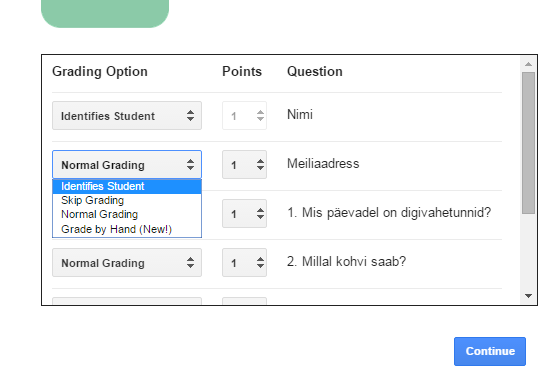 Grading Option Points Question
Identifies Student 1 Nimi
Normal Grading 1 Meiliaadress
Identifies Student
Skip Grading
Normal Grading
Grade by Hand (New!)
1 1. Mis päevadel on digivahetunnid?
Normal Grading 1 2. Millal kohvi saab?
Continue